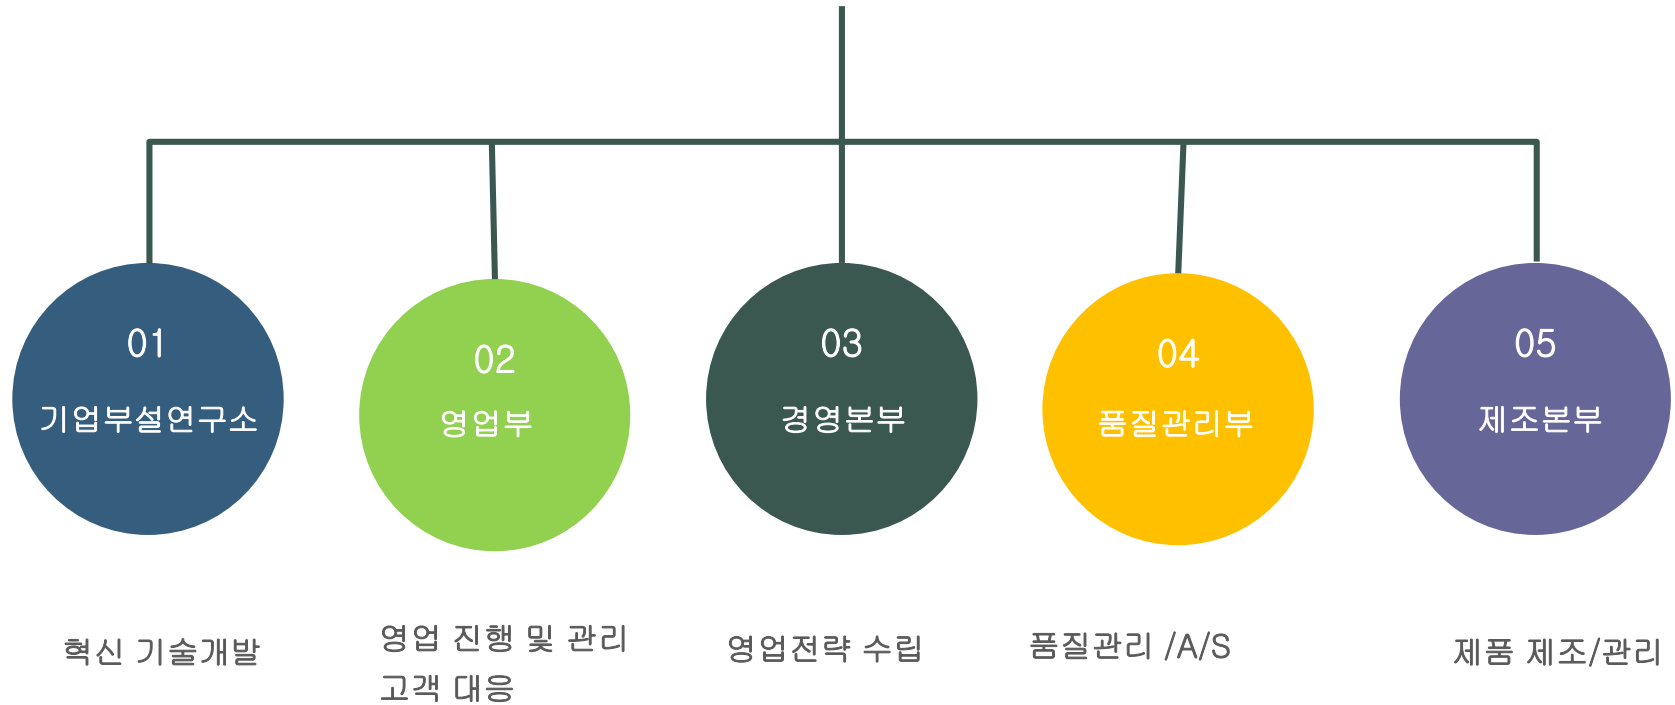 01
기업부설연구소
02
영업부
03
경영본부
04
품질관리부
05
제조본부
혁신 기술개발
영업 진행 및 관리
고객 대응
영업전략 수립
품질관리 /A/S
제품 제조/관리